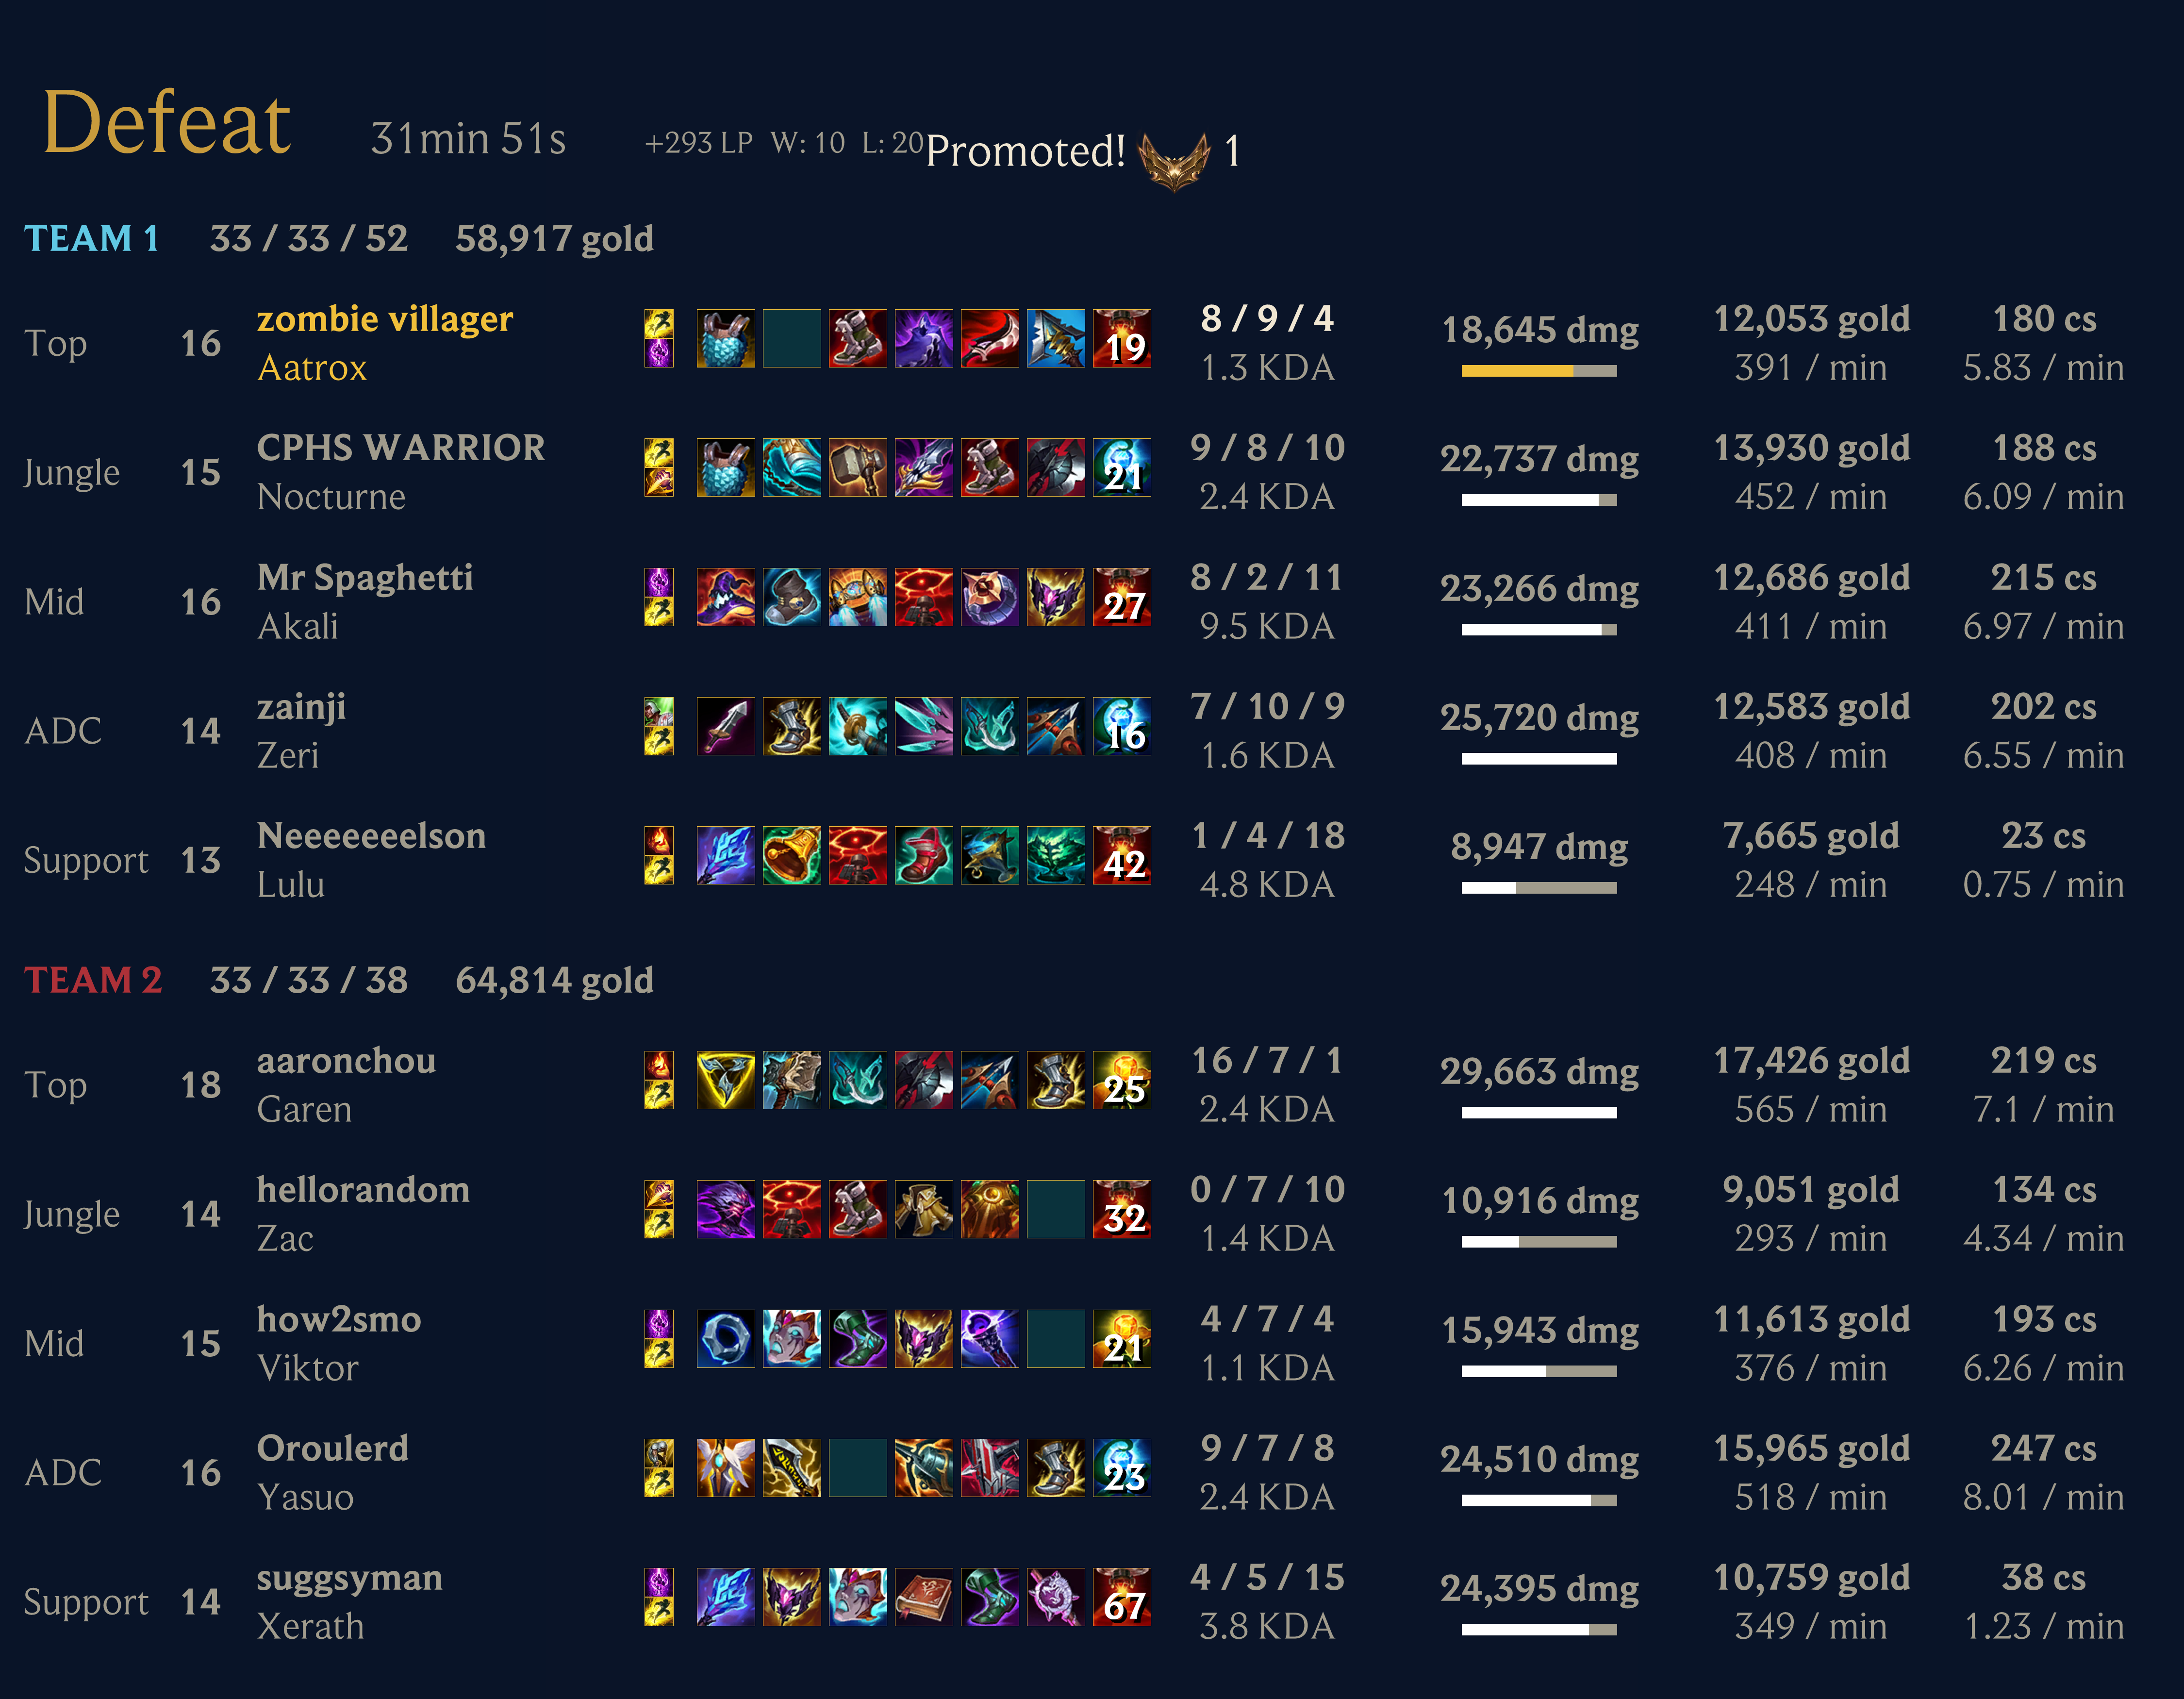 Defeat 31min 51s +293 LP W: 10 L: 20 Promoted! 1
TEAM 1 33 / 33 / 52 58,917 gold
Top 16 zombie villager 19 8 / 9 / 4 18,645 dmg 12,053 gold 180 cs
Aatrox 1.3 KDA 391 / min 5.83 / min
Jungle 15 CPHS WARRIOR 21 9 / 8 / 10 22,737 dmg 13,930 gold 188 cs
Nocturne 2.4 KDA 452 / min 6.09 / min
Mid 16 Mr Spaghetti 27 8 / 2 / 11 23,266 dmg 12,686 gold 215 cs
Akali 9.5 KDA 411 / min 6.97 / min
ADC 14 zainji 16 7 / 10 / 9 25,720 dmg 12,583 gold 202 cs
Zeri 1.6 KDA 408 / min 6.55 / min
Support 13 Neeeeeeelson 42 1 / 4 / 18 8,947 dmg 7,665 gold 23 cs
Lulu 4.8 KDA 248 / min 0.75 / min
TEAM 2 33 / 33 / 38 64,814 gold
Top 18 aaronchou 25 16 / 7 / 1 29,663 dmg 17,426 gold 219 cs
Garen 2.4 KDA 565 / min 7.1 / min
Jungle 14 hellorandom 32 0 / 7 / 10 10,916 dmg 9,051 gold 134 cs
Zac 1.4 KDA 293 / min 4.34 / min
Mid 15 how2smo 21 4 / 7 / 4 15,943 dmg 11,613 gold 193 cs
Viktor 1.1 KDA 376 / min 6.26 / min
ADC 16 Oroulerd 23 9 / 7 / 8 24,510 dmg 15,965 gold 247 cs
Yasuo 2.4 KDA 518 / min 8.01 / min
Support 14 suggsyman 67 4 / 5 / 15 24,395 dmg 10,759 gold 38 cs
Xerath 3.8 KDA 349 / min 1.23 / min